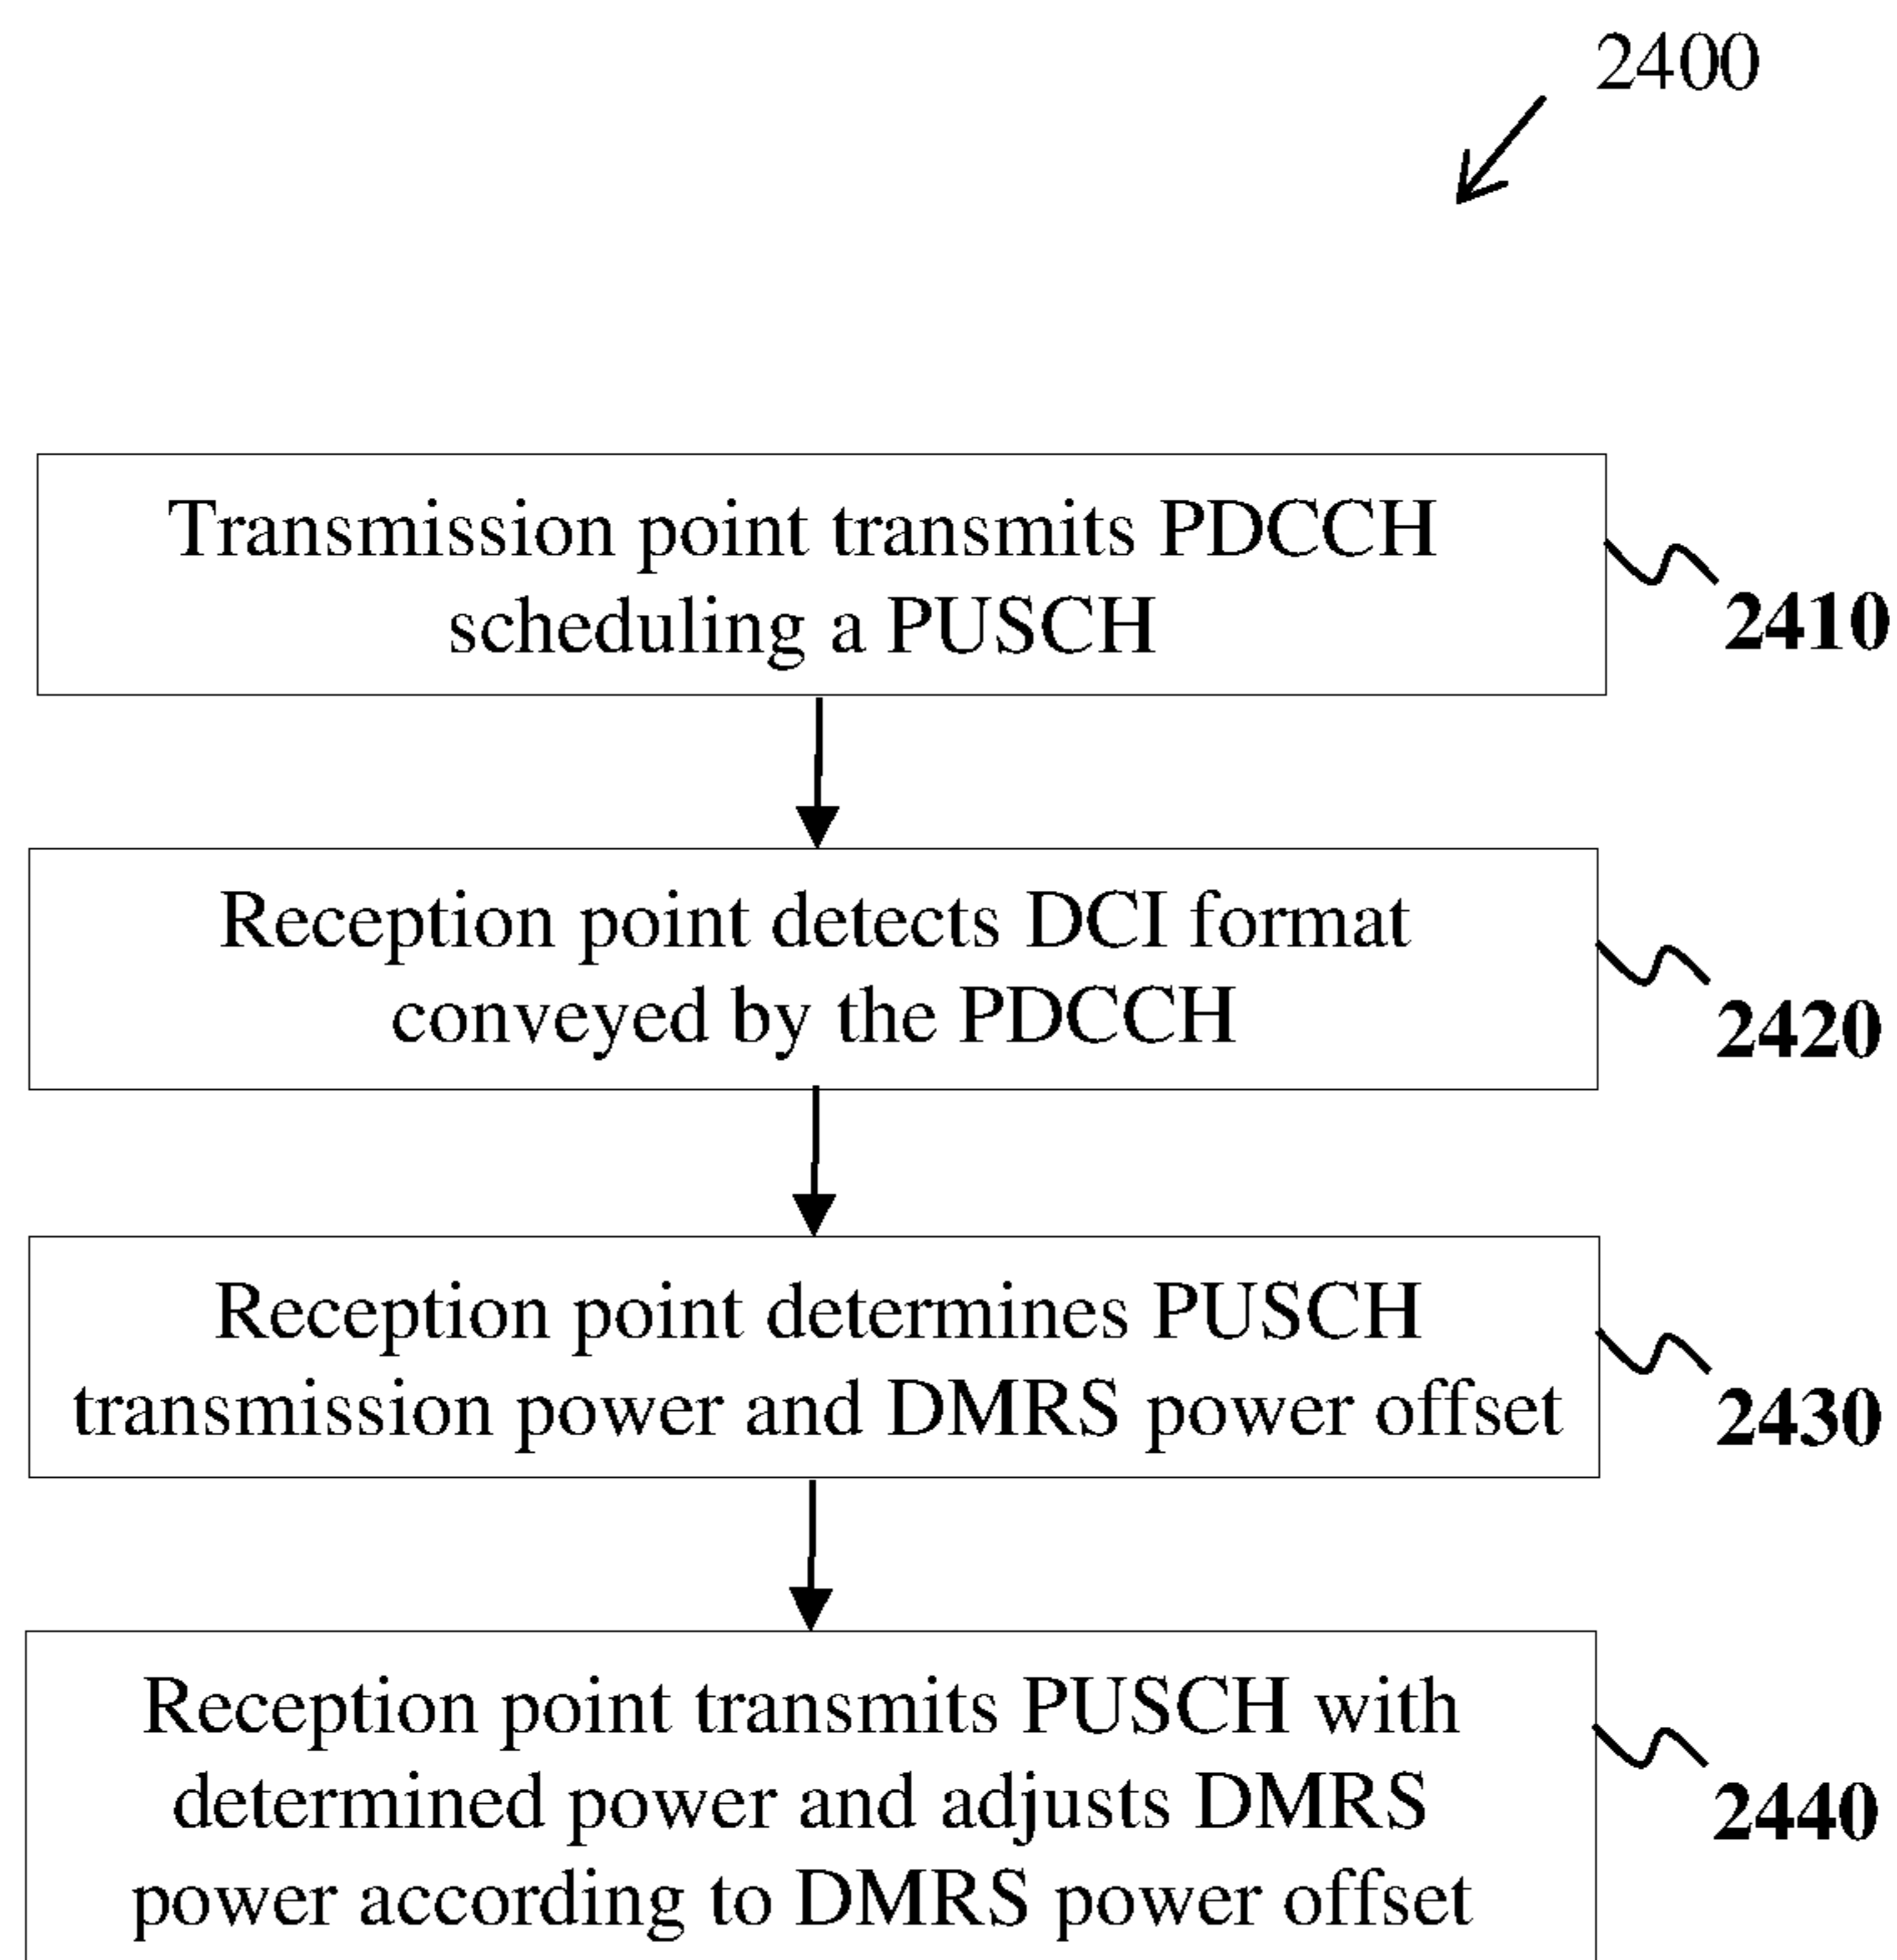 2400
Transmission point transmits PDCCH
scheduling a PUSCH
2410
Reception point detects DCI format
conveyed by the PDCCH
2420
Reception point determines PUSCH
transmission power and DMRS power offset
2430
Reception point transmits PUSCH with
determined power and adjusts DMRS
power according to DMRS power offset
2440